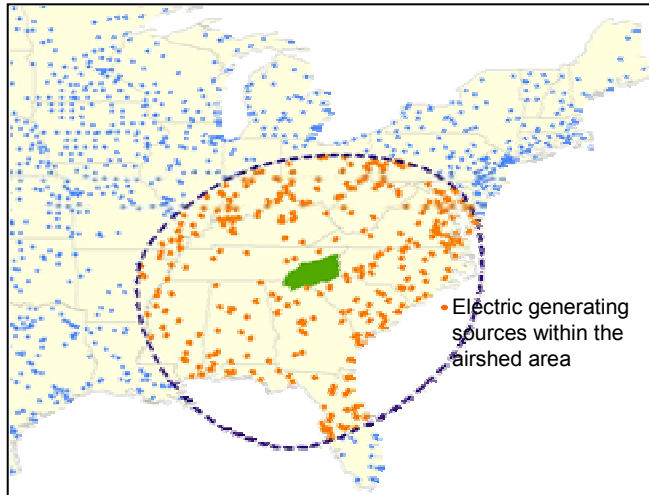 Electric generating
sources within the
airshed area